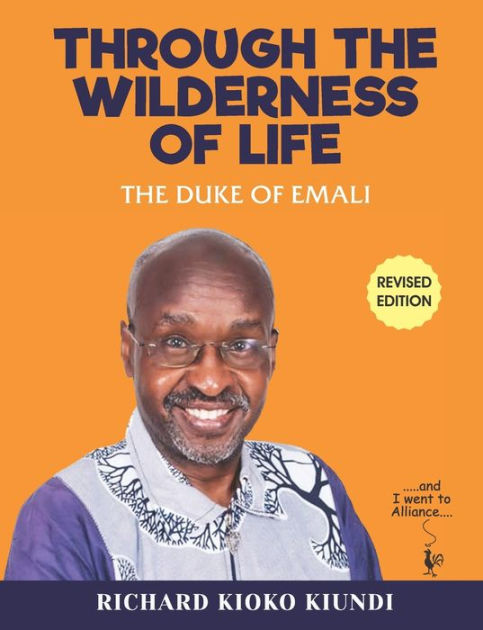 THROUGH THE
WILDERNESS
OF LIFE
THE DUKE OF EMALI
REVISED
EDITION
.....and
I went to
Alliance....
RICHARD KIOKO KIUNDI